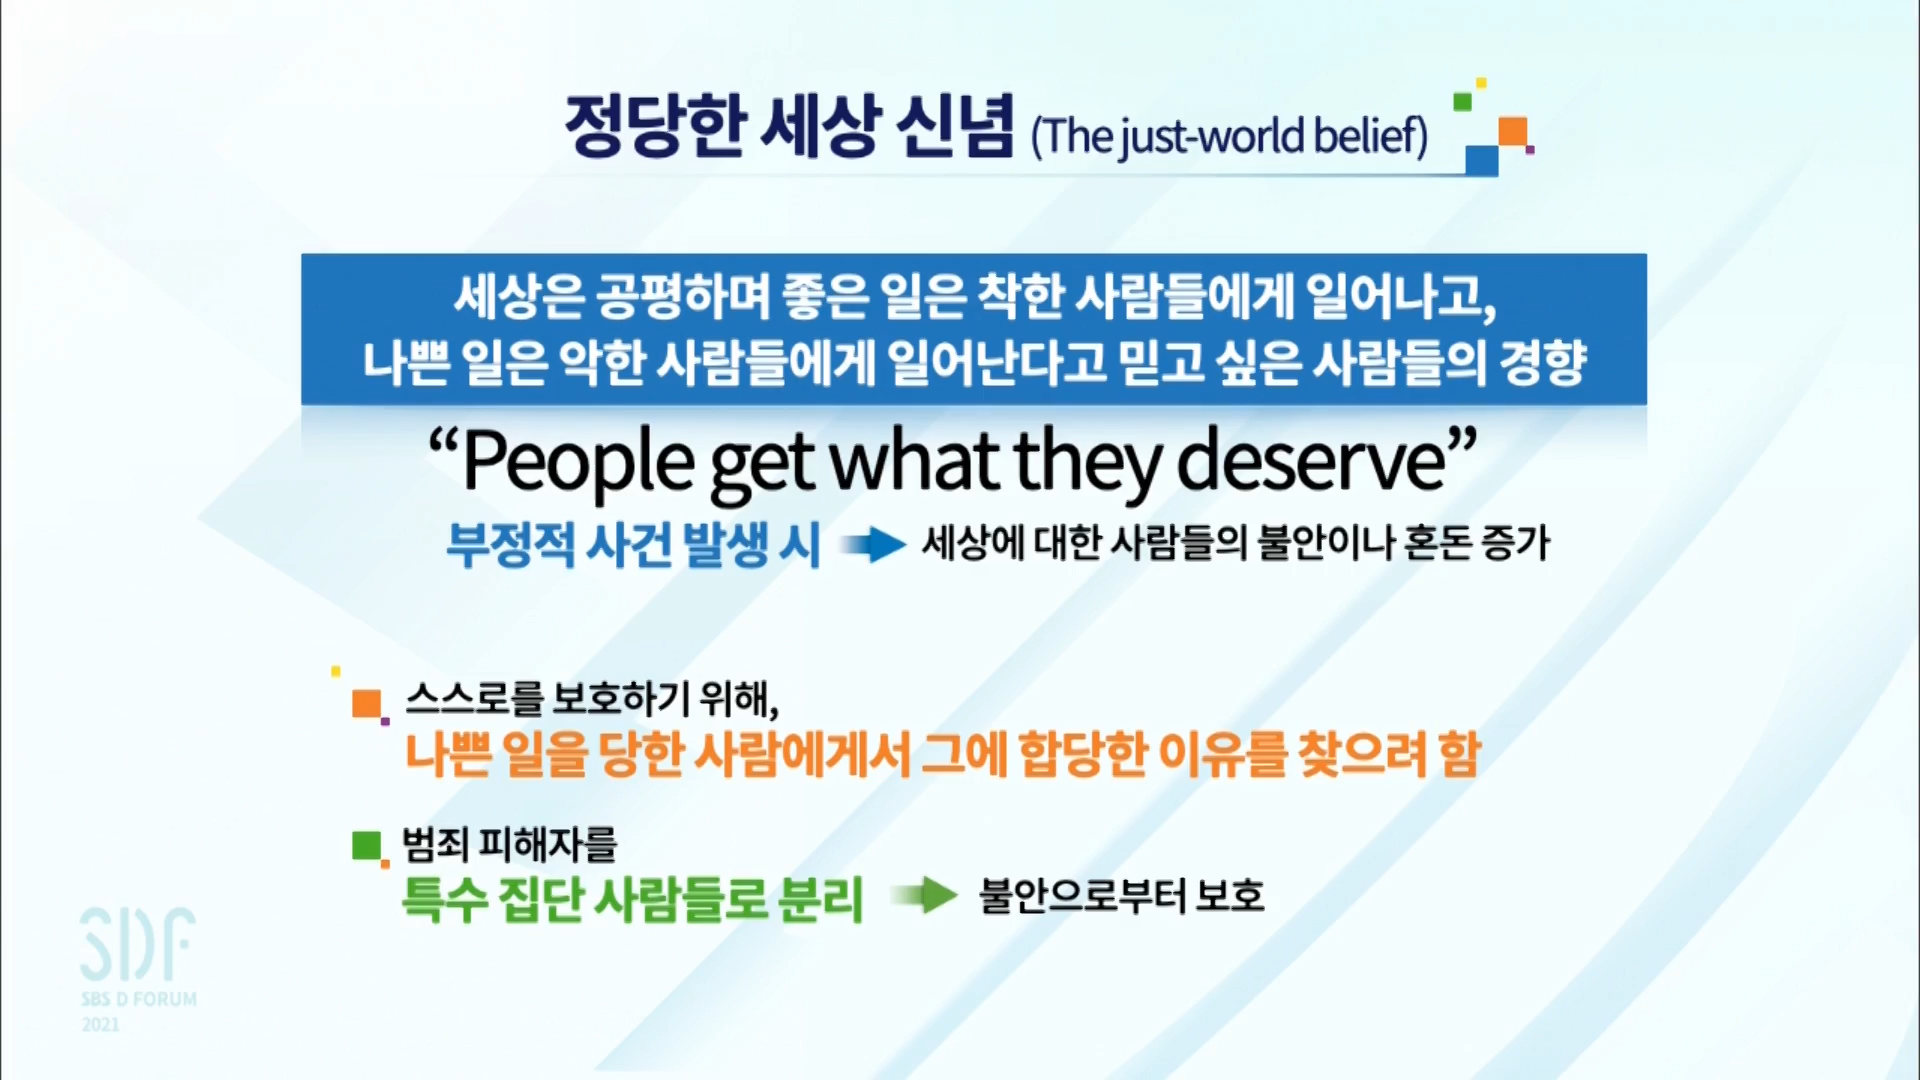 정당한 세상 신념 (The just-world belief)
세상은 공평하며 좋은 일은 착한 사람들에게 일어나고,
나쁜 일은 악한 사람들에게 일어난다고 믿고 싶은 사람들의 경향
“People get what they deserve”
부정적 사건 발생 시 세상에 대한 사람들의 불안이나 혼돈 증가
스스로를 보호하기 위해,
나쁜 일을 당한 사람에게서 그에 합당한 이유를 찾으려 함
범죄 피해자를
특수 집단 사람들로 분리 불안으로부터 보호
SDF
SBS D FORUM
2021